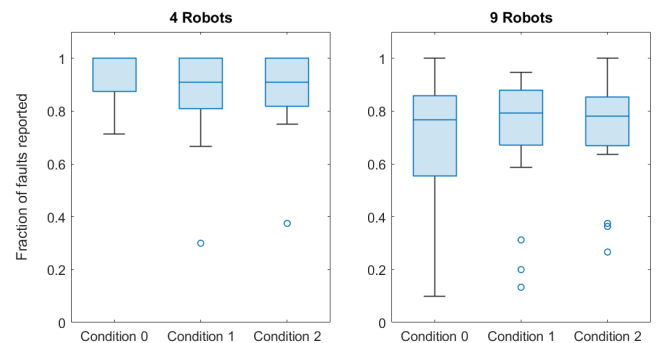 4 Robots
9 Robots
Fraction of faults reported
1
0.8
0.6
0.4
0.2
0
Condition 0 Condition 1 Condition 2
1
0.8
0.6
0.4
0.2
0
Condition 0 Condition 1 Condition 2